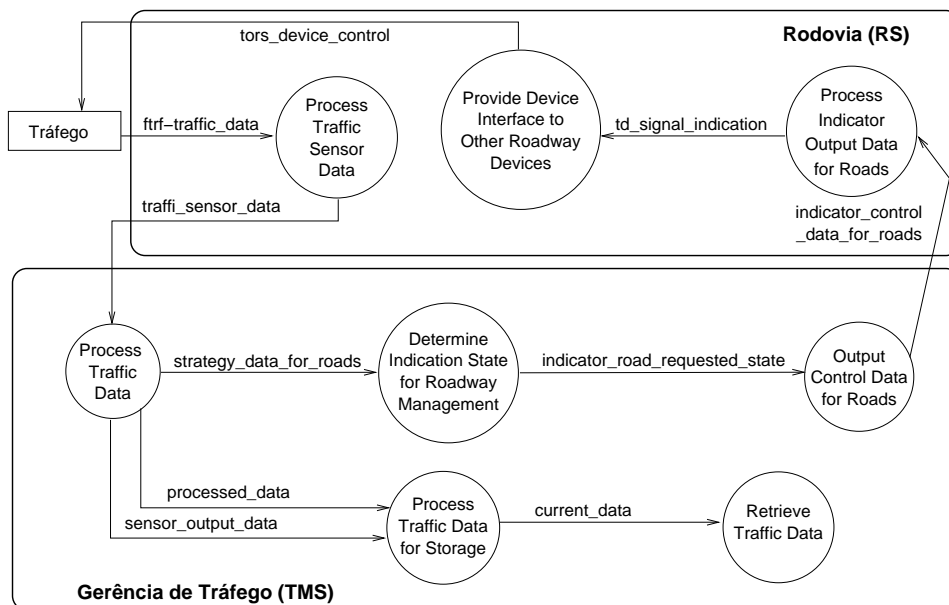 tors_device_control
Rodovia (RS)
Tráfego
ftrf−traffic_data
Process
Traffic
Sensor
Data
Provide Device
Interface to
Other Roadway
Devices
td_signal_indication
Process
Indicator
Output Data
for Roads
traffi_sensor_data
indicator_control
_data_for_roads
Process
Traffic
Data
strategy_data_for_roads
Determine
Indication State
for Roadway
Management
indicator_road_requested_state
Output
Control Data
for Roads
processed_data
sensor_output_data
Process
Traffic Data
for Storage
current_data
Retrieve
Traffic Data
Gerência de Tráfego (TMS)